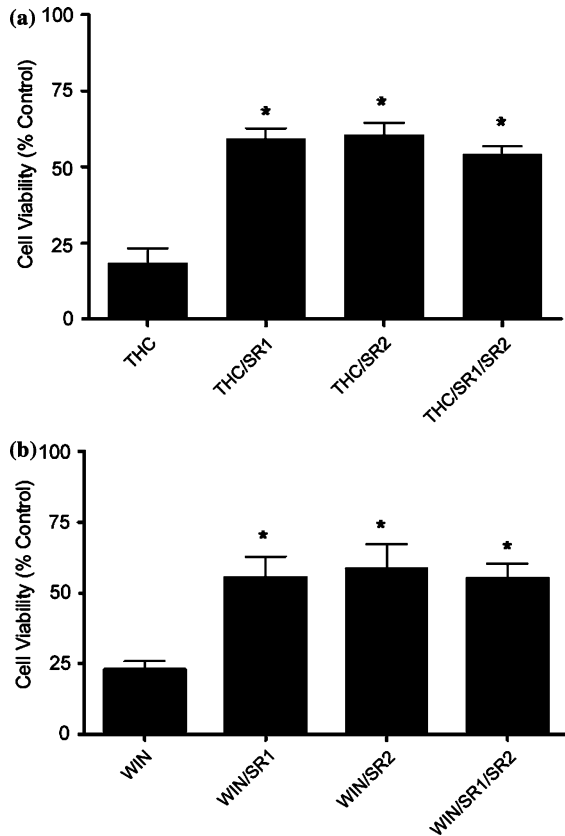 (a)
Cell Viability (% Control)
100
75
50
25
0
*
*
*
THC
THC/SR1
THC/SR2
THC/SR1/SR2
(b)
Cell Viability (% Control)
100
75
50
25
0
*
*
*
WIN
WIN/SR1
WIN/SR2
WIN/SR1/SR2